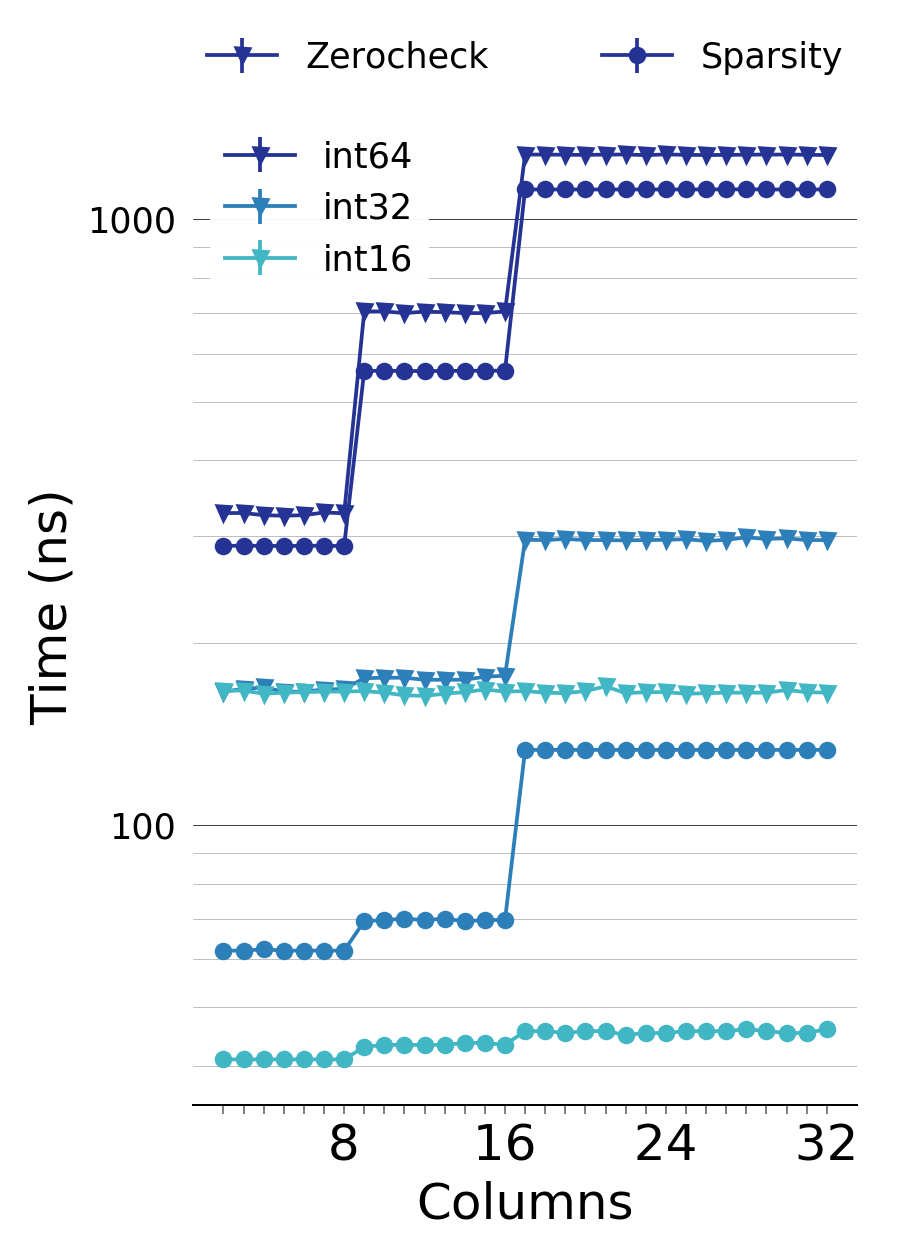 Zerocheck Sparsity
int64
int32
int16
1000
100
Time (ns)
8 16 24 32
Columns